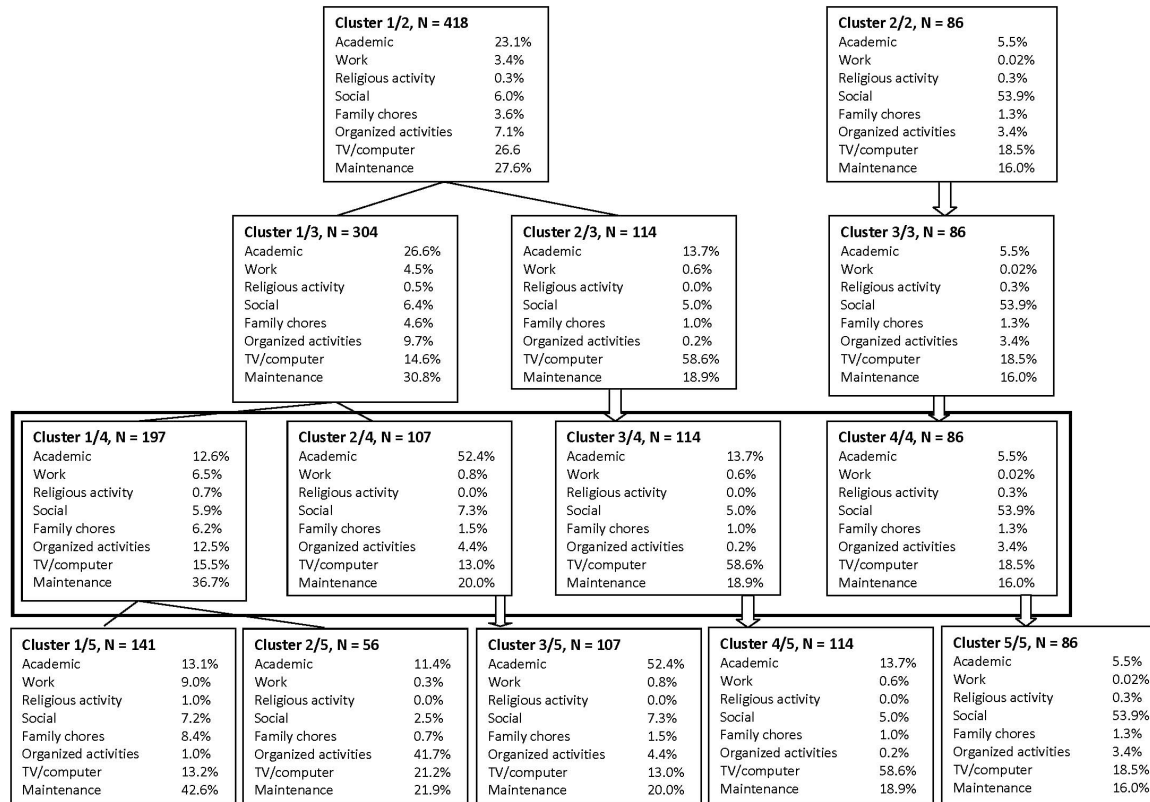 Cluster 1/2, N = 418
Academic 23.1%
Work 3.4%
Religious activity 0.3%
Social 6.0%
Family chores 3.6%
Organized activities 7.1%
TV/computer 26.6
Maintenance 27.6%
Cluster 2/2, N = 86
Academic 5.5%
Work 0.02%
Religious activity 0.3%
Social 53.9%
Family chores 1.3%
Organized activities 3.4%
TV/computer 18.5%
Maintenance 16.0%
Cluster 1/3, N = 304
Academic 26.6%
Work 4.5%
Religious activity 0.5%
Social 6.4%
Family chores 4.6%
Organized activities 9.7%
TV/computer 14.6%
Maintenance 30.8%
Cluster 2/3, N = 114
Academic 13.7%
Work 0.6%
Religious activity 0.0%
Social 5.0%
Family chores 1.0%
Organized activities 0.2%
TV/computer 58.6%
Maintenance 18.9%
Cluster 3/3, N = 86
Academic 5.5%
Work 0.02%
Religious activity 0.3%
Social 53.9%
Family chores 1.3%
Organized activities 3.4%
TV/computer 18.5%
Maintenance 16.0%
Cluster 1/4, N = 197
Academic 12.6%
Work 6.5%
Religious activity 0.7%
Social 5.9%
Family chores 6.2%
Organized activities 12.5%
TV/computer 15.5%
Maintenance 36.7%
Cluster 2/4, N = 107
Academic 52.4%
Work 0.8%
Religious activity 0.0%
Social 7.3%
Family chores 1.5%
Organized activities 4.4%
TV/computer 13.0%
Maintenance 20.0%
Cluster 3/4, N = 114
Academic 13.7%
Work 0.6%
Religious activity 0.0%
Social 5.0%
Family chores 1.0%
Organized activities 0.2%
TV/computer 58.6%
Maintenance 18.9%
Cluster 4/4, N = 86
Academic 5.5%
Work 0.02%
Religious activity 0.3%
Social 53.9%
Family chores 1.3%
Organized activities 3.4%
TV/computer 18.5%
Maintenance 16.0%
Cluster 1/5, N = 141
Academic 13.1%
Work 9.0%
Religious activity 1.0%
Social 7.2%
Family chores 8.4%
Organized activities 1.0%
TV/computer 13.2%
Maintenance 42.6%
Cluster 2/5, N = 56
Academic 11.4%
Work 0.3%
Religious activity 0.0%
Social 2.5%
Family chores 0.7%
Organized activities 41.7%
TV/computer 21.2%
Maintenance 21.9%
Cluster 3/5, N = 107
Academic 52.4%
Work 0.8%
Religious activity 0.0%
Social 7.3%
Family chores 1.5%
Organized activities 4.4%
TV/computer 13.0%
Maintenance 20.0%
Cluster 4/5, N = 114
Academic 13.7%
Work 0.6%
Religious activity 0.0%
Social 5.0%
Family chores 1.0%
Organized activities 0.2%
TV/computer 58.6%
Maintenance 18.9%
Cluster 5/5, N = 86
Academic 5.5%
Work 0.02%
Religious activity 0.3%
Social 53.9%
Family chores 1.3%
Organized activities 3.4%
TV/computer 18.5%
Maintenance 16.0%